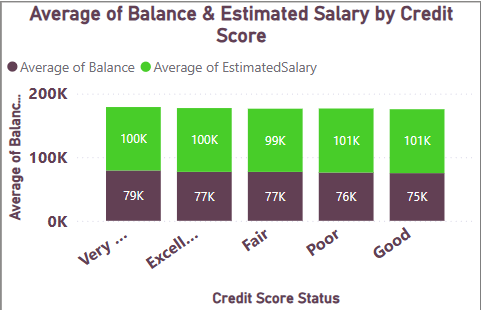 Average of Balance & Estimated Salary by Credit
Score
Average of Balance Average of EstimatedSalary
Average of Balanc...
200K
100K
0K
100K 100K 99K 101K 101K
79K 77K 77K 76K 75K
Very ... Excell... Fair Poor Good
Credit Score Status